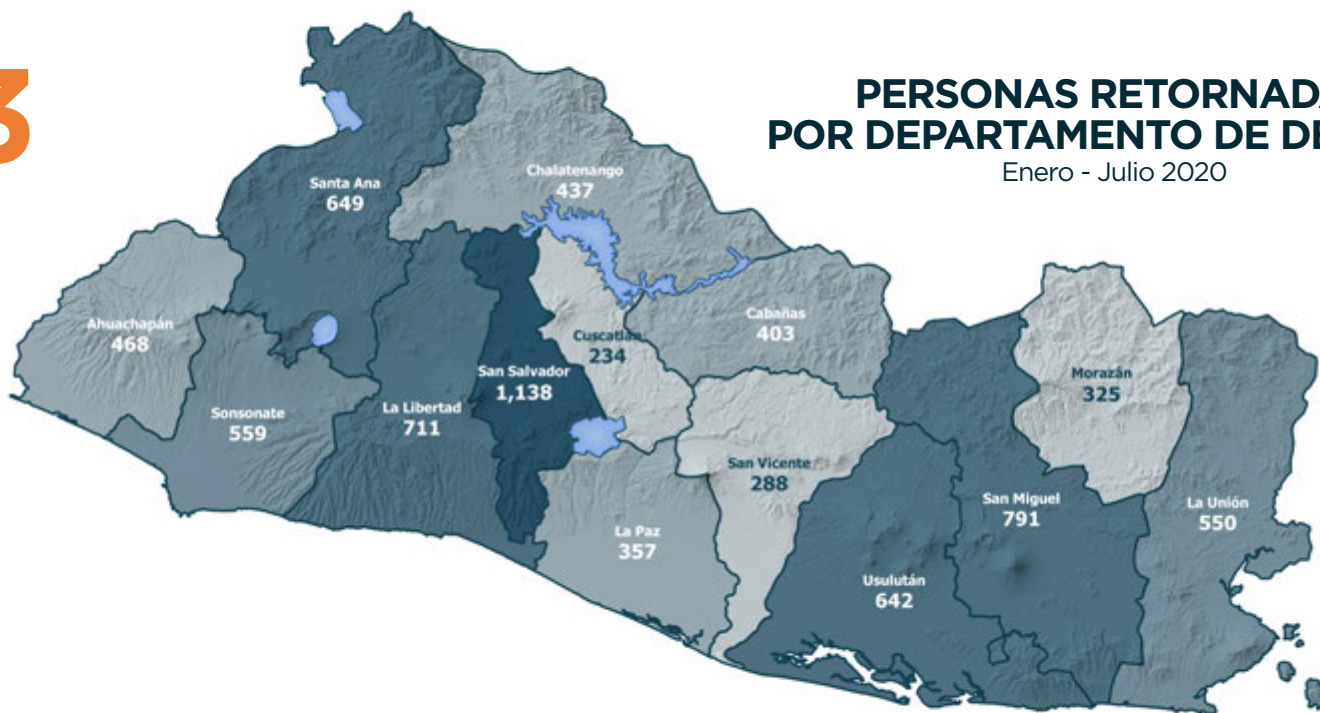 3
PERSONAS RETORNADA
POR DEPARTAMENTO DE DE
Enero - Julio 2020
Santa Ana
649
Chalatenango
437
Ahuachapán
468
Cuscatlán
234
Cabañas
403
San Salvador
1,138
Morazán
325
Sonsonate
559
La Libertad
711
San Vicente
288
San Miguel
791
La Unión
550
La Paz
357
Usulután
642